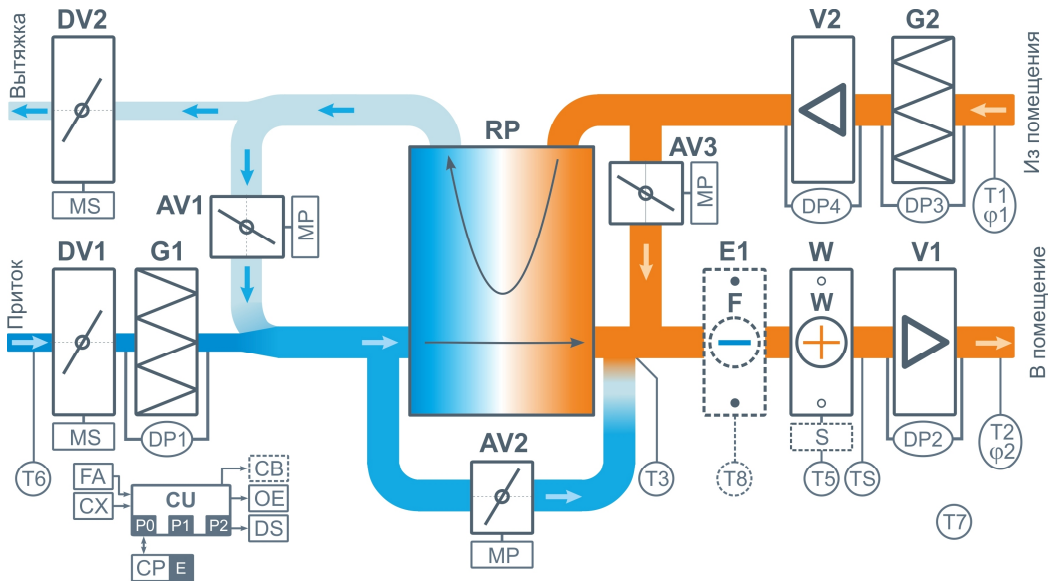 Вытяжка
DV2
MS
AV1
MP
RP
AV3
MP
V2
DP4
G2
DP3
Из помещения
T1
φ1
Приток
DV1
MS
G1
DP1
T6
AV2
MP
T3
E1
F
T8
W
W
S
T5
TS
V1
DP2
В помещение
T2
φ2
T7
FA
CX
CU
P0
P1
P2
CB
OE
DS
CP
E